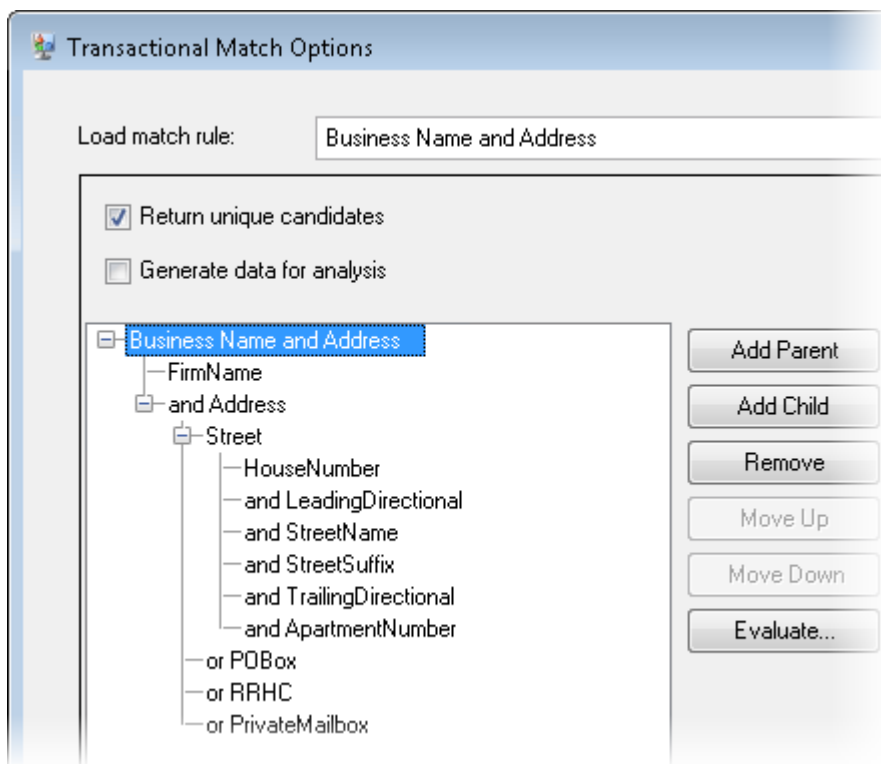 Transactional Match Options
Load match rule: Business Name and Address
Return unique candidates
Generate data for analysis
Business Name and Address
FirmName
and Address
Street
HouseNumber
and LeadingDirectional
and StreetName
and StreetSuffix
and TrailingDirectional
and ApartmentNumber
or POBox
or RRHC
or PrivateMailbox
Add Parent
Add Child
Remove
Move Up
Move Down
Evaluate...